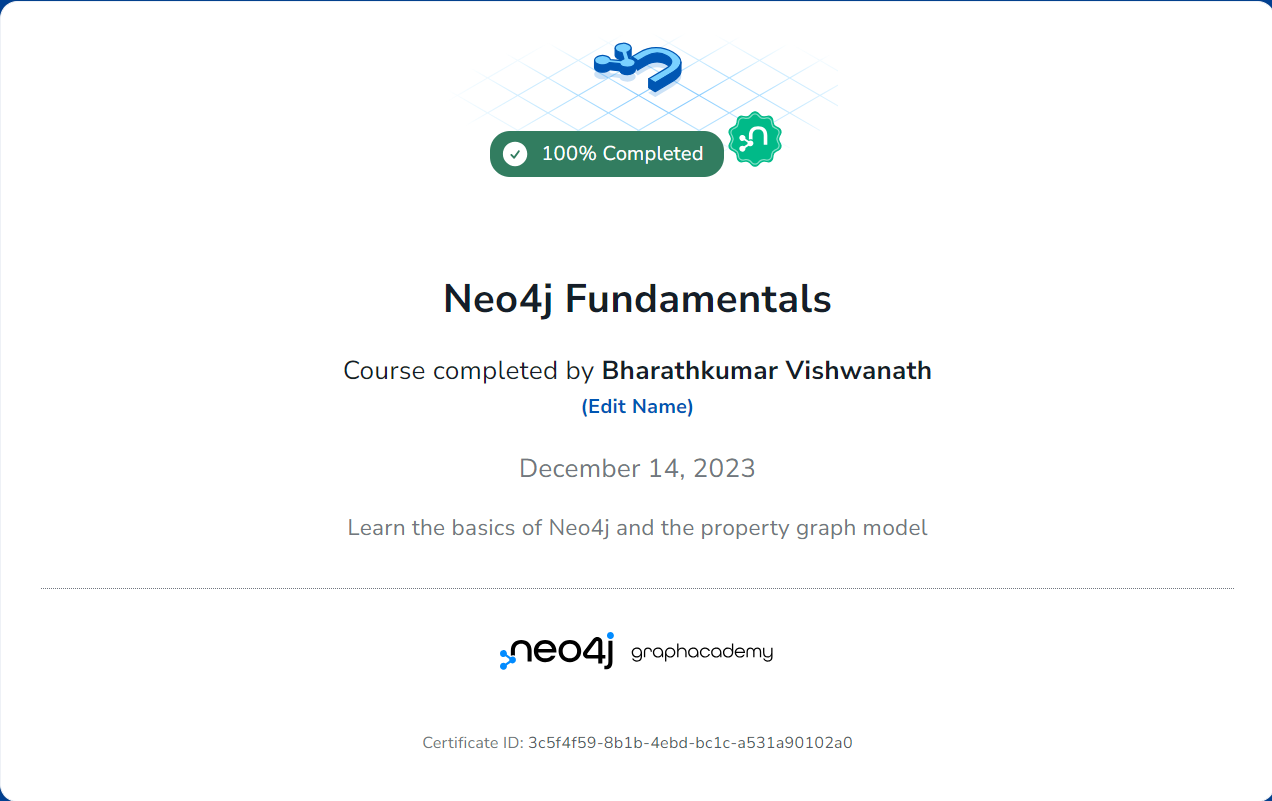 100% Completed
Neo4j Fundamentals
Course completed by Bharathkumar Vishwanath
(Edit Name)
December 14, 2023
Learn the basics of Neo4j and the property graph model
neo4j graphacademy
Certificate ID: 3c5f4f59-8b1b-4ebd-bc1c-a531a90102a0